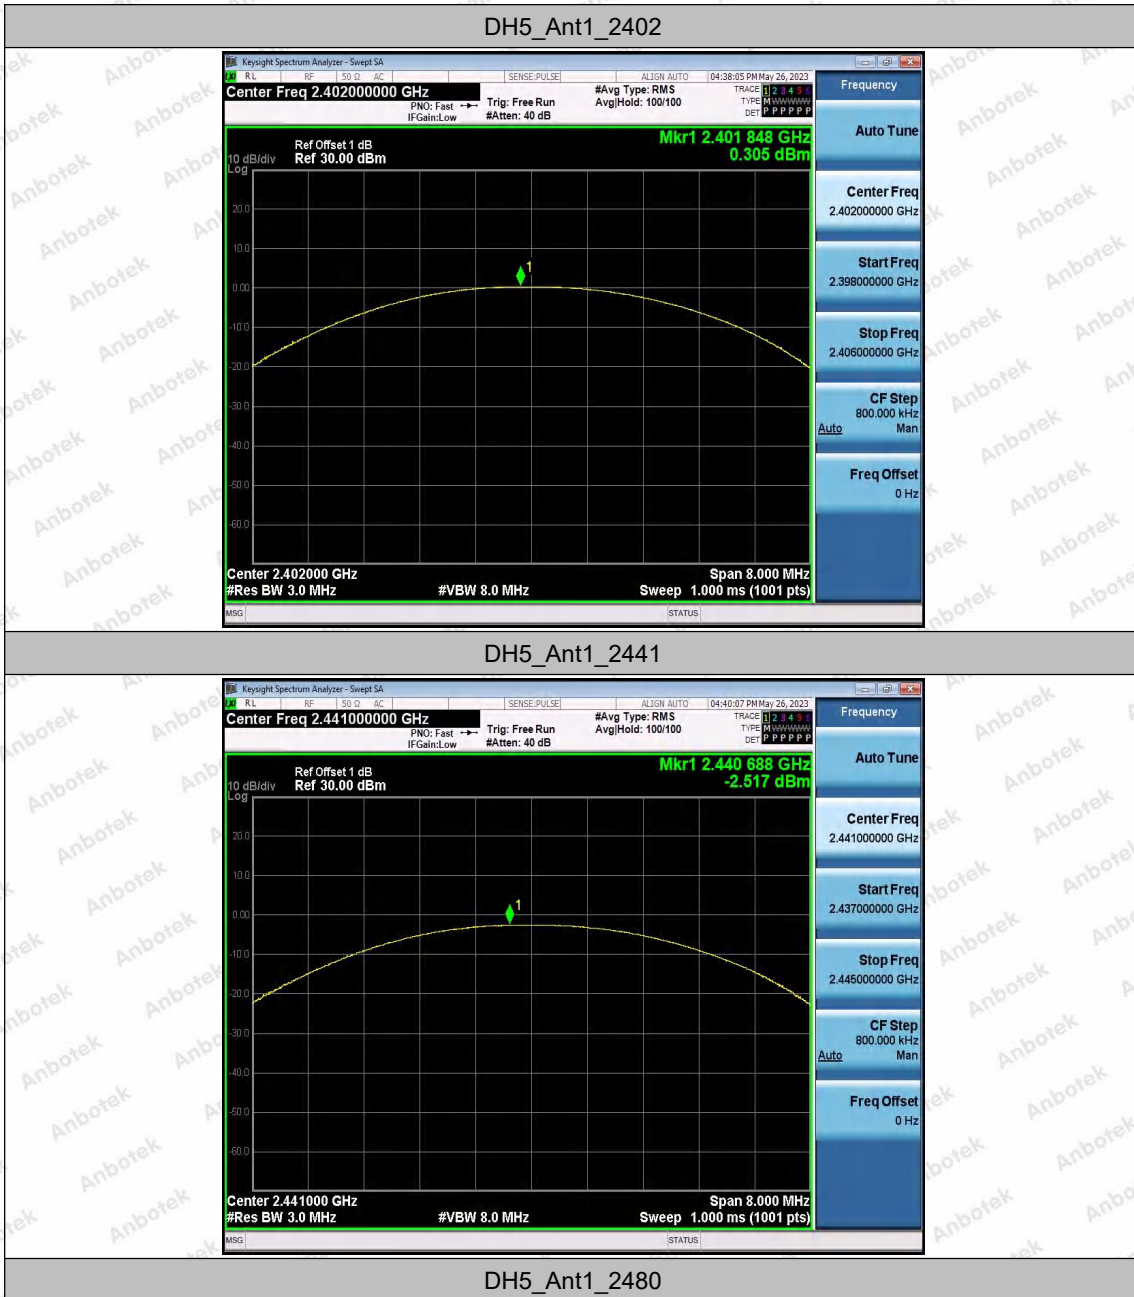 DH5_Ant1_2402
Keysight Spectrum Analyzer - Swept SA
LXI RL RF 50 Ω AC SENSE:PULSE ALIGN AUTO 04:38:05 PM May 26, 2023
Center Freq 2.402000000 GHz
PNO: Fast
IFGain:Low
Trig: Free Run
#Atten: 40 dB
#Avg Type: RMS
Avg|Hold: 100/100
TRACE 1 2 3 4 5 6
TYPE M WWWWW
DET P P P P P P
Mkr1 2.401 848 GHz
0.305 dBm
Ref Offset 1 dB
10 dB/div Ref 30.00 dBm
Log
20.0
10.0
0.00
-10.0
-20.0
-30.0
-40.0
-50.0
-60.0
1
Center 2.402000 GHz Span 8.000 MHz
#Res BW 3.0 MHz #VBW 8.0 MHz Sweep 1.000 ms (1001 pts)
MSG STATUS
Frequency
Auto Tune
Center Freq
2.402000000 GHz
Start Freq
2.398000000 GHz
Stop Freq
2.406000000 GHz
CF Step
800.000 kHz
Auto Man
Freq Offset
0 Hz
DH5_Ant1_2441
Keysight Spectrum Analyzer - Swept SA
LXI RL RF 50 Ω AC SENSE:PULSE ALIGN AUTO 04:40:07 PM May 26, 2023
Center Freq 2.441000000 GHz
PNO: Fast
IFGain:Low
Trig: Free Run
#Atten: 40 dB
#Avg Type: RMS
Avg|Hold: 100/100
TRACE 1 2 3 4 5 6
TYPE M WWWWW
DET P P P P P P
Mkr1 2.440 688 GHz
-2.517 dBm
Ref Offset 1 dB
10 dB/div Ref 30.00 dBm
Log
20.0
10.0
0.00
-10.0
-20.0
-30.0
-40.0
-50.0
-60.0
1
Center 2.441000 GHz Span 8.000 MHz
#Res BW 3.0 MHz #VBW 8.0 MHz Sweep 1.000 ms (1001 pts)
MSG STATUS
Frequency
Auto Tune
Center Freq
2.441000000 GHz
Start Freq
2.437000000 GHz
Stop Freq
2.445000000 GHz
CF Step
800.000 kHz
Auto Man
Freq Offset
0 Hz
DH5_Ant1_2480
Anbotek